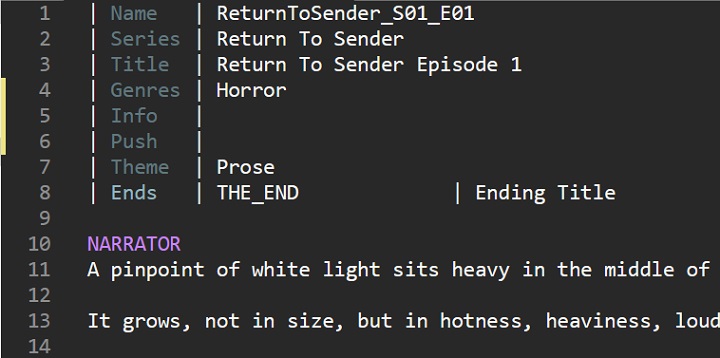 1 | Name | ReturnToSender_S01_E01
2 | Series | Return To Sender
3 | Title | Return To Sender Episode 1
4 | Genres | Horror
5 | Info |
6 | Push |
7 | Theme | Prose
8 | Ends | THE_END | Ending Title
9
10 NARRATOR
11 A pinpoint of white light sits heavy in the middle of
12
13 It grows, not in size, but in hotness, heaviness, loud
14